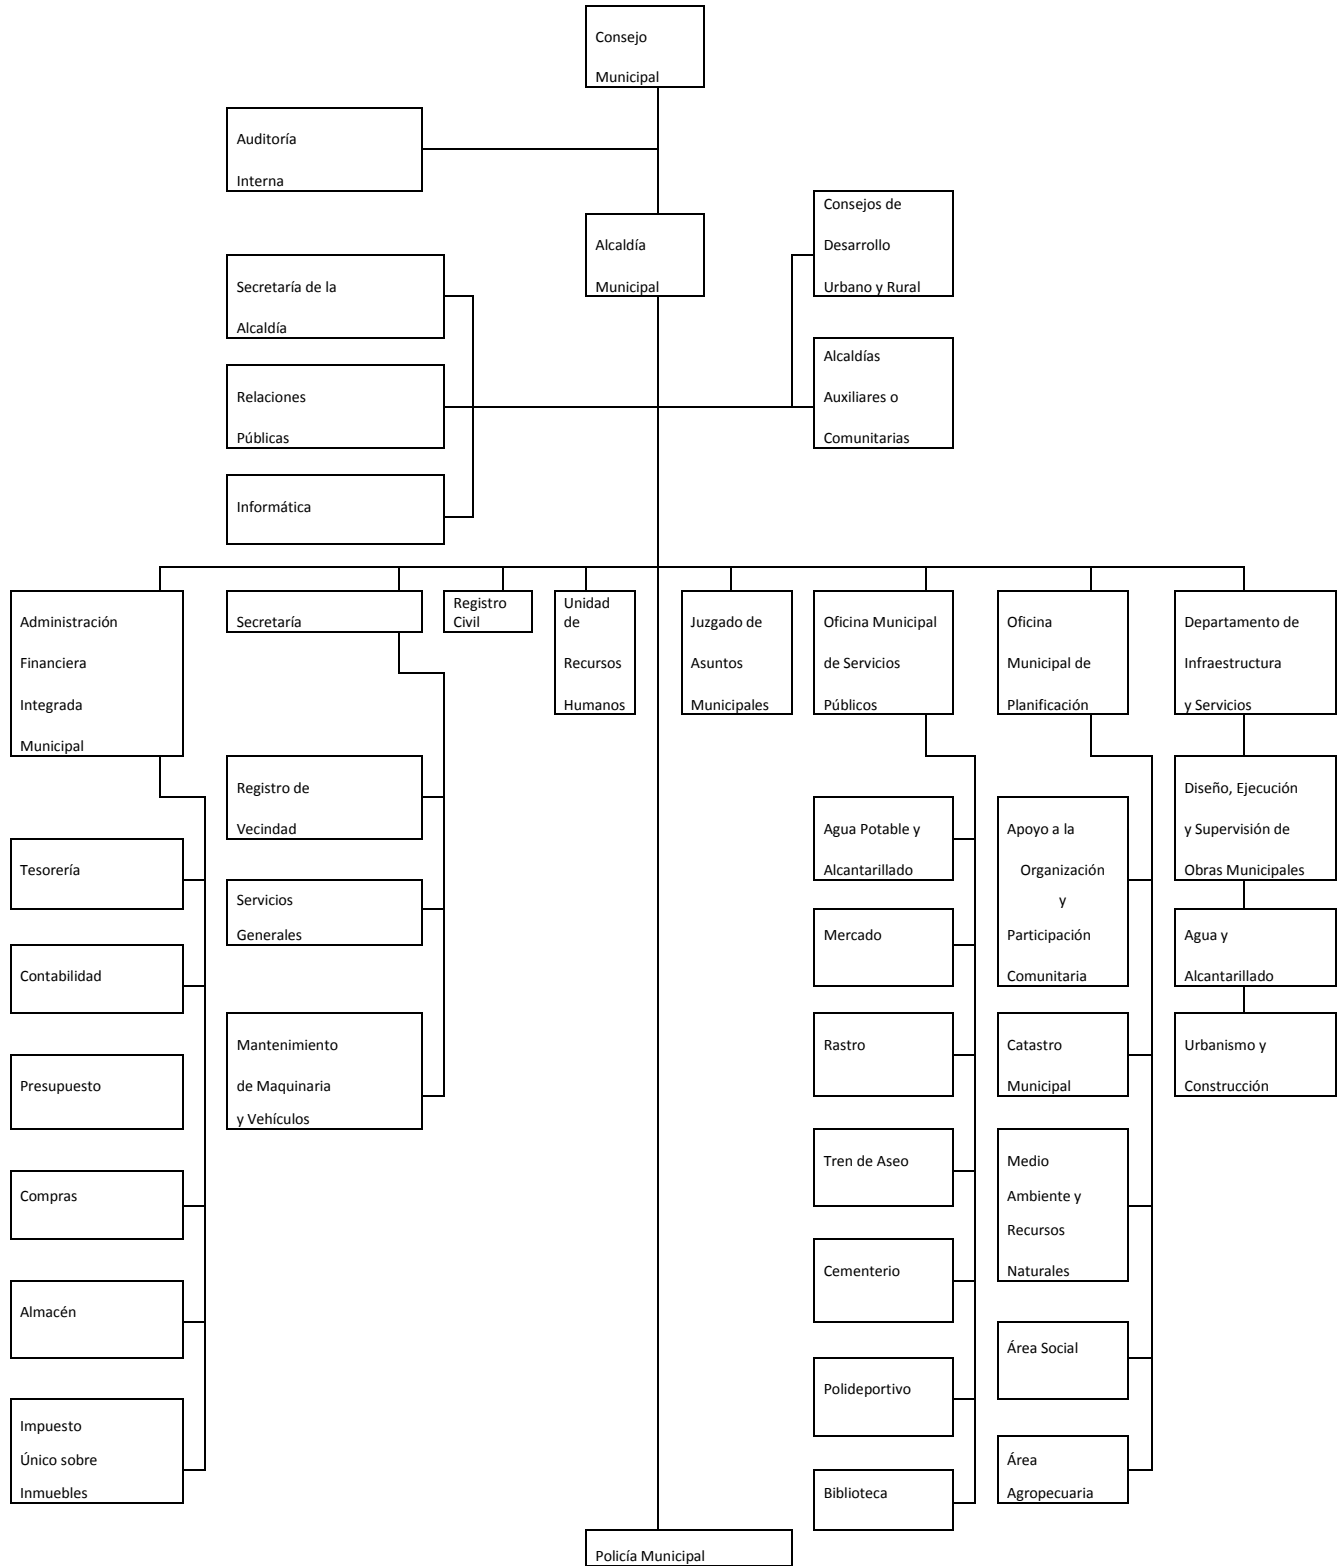 Consejo
Municipal
Auditoría
Interna
Alcaldía
Municipal
Consejos de
Desarrollo
Urbano y Rural
Secretaría de la
Alcaldía
Alcaldías
Auxiliares o
Comunitarias
Relaciones
Públicas
Informática
Administración
Financiera
Integrada
Municipal
Secretaría
Registro
Civil
Unidad
de
Recursos
Humanos
Juzgado de
Asuntos
Municipales
Oficina Municipal
de Servicios
Públicos
Oficina
Municipal de
Planificación
Departamento de
Infraestructura
y Servicios
Tesorería
Contabilidad
Presupuesto
Compras
Almacén
Impuesto
Único sobre
Inmuebles
Registro de
Vecindad
Servicios
Generales
Mantenimiento
de Maquinaria
y Vehículos
Agua Potable y
Alcantarillado
Mercado
Rastro
Tren de Aseo
Cementerio
Polideportivo
Biblioteca
Apoyo a la
Organización
y
Participación
Comunitaria
Catastro
Municipal
Medio
Ambiente y
Recursos
Naturales
Área Social
Área
Agropecuaria
Diseño, Ejecución
y Supervisión de
Obras Municipales
Agua y
Alcantarillado
Urbanismo y
Construcción
Policía Municipal